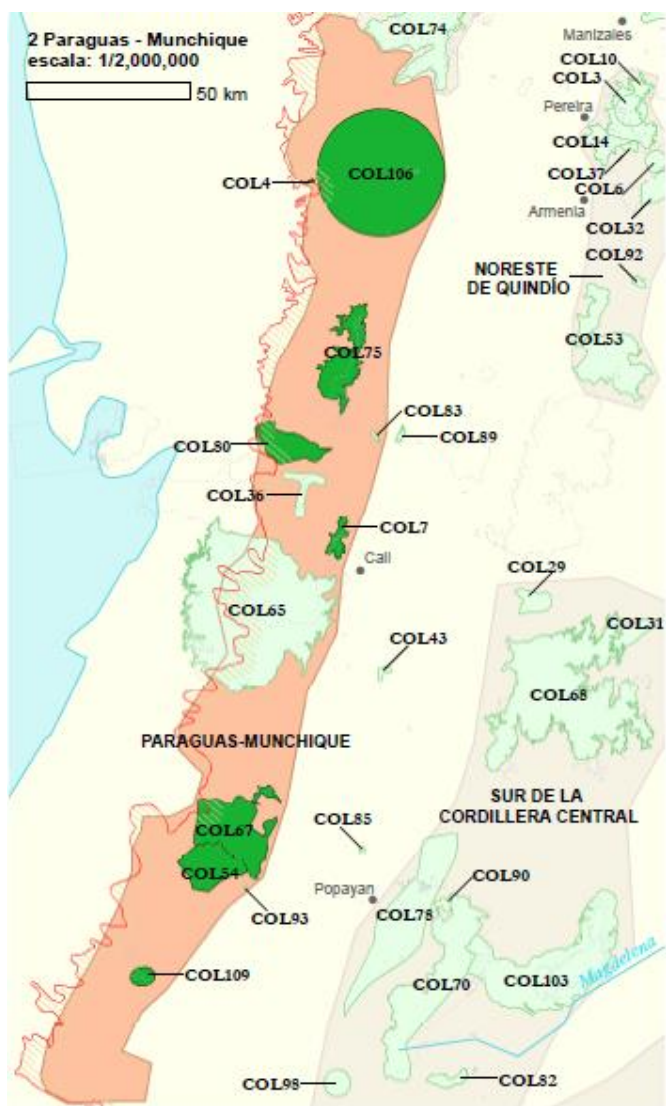 2 Paraguas - Munchique
escala: 1/2,000,000
50 km
COL74
Manizales
COL10
COL3
Pereira
COL14
COL37
COL6
Armenia
COL32
COL92
COL4
COL106
NORESTE
DE QUINDÍO
COL53
COL75
COL83
COL89
COL80
COL36
COL7
Cali
COL29
COL65
COL31
COL43
COL68
PARAGUAS-MUNCHIQUE
SUR DE LA
CORDILLERA CENTRAL
COL85
COL67
COL54
COL90
Popayan
COL78
COL93
COL109
COL70
COL103
Magdelena
COL98
COL82